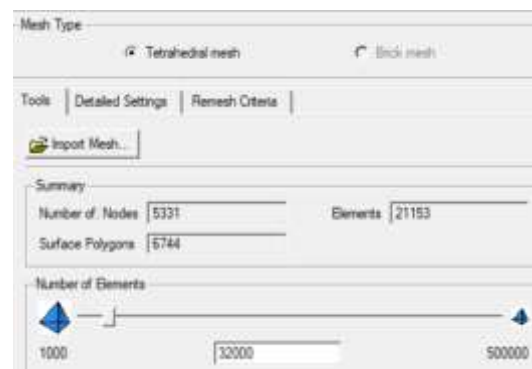 Mesh Type
Tetrahedral mesh Brick mesh
Tools Detailed Settings Remesh Criteria
Import Mesh...
Summary
Number of. Nodes 5331 Elements 21153
Surface Polygons 6744
Number of Elements
1000 32000 500000